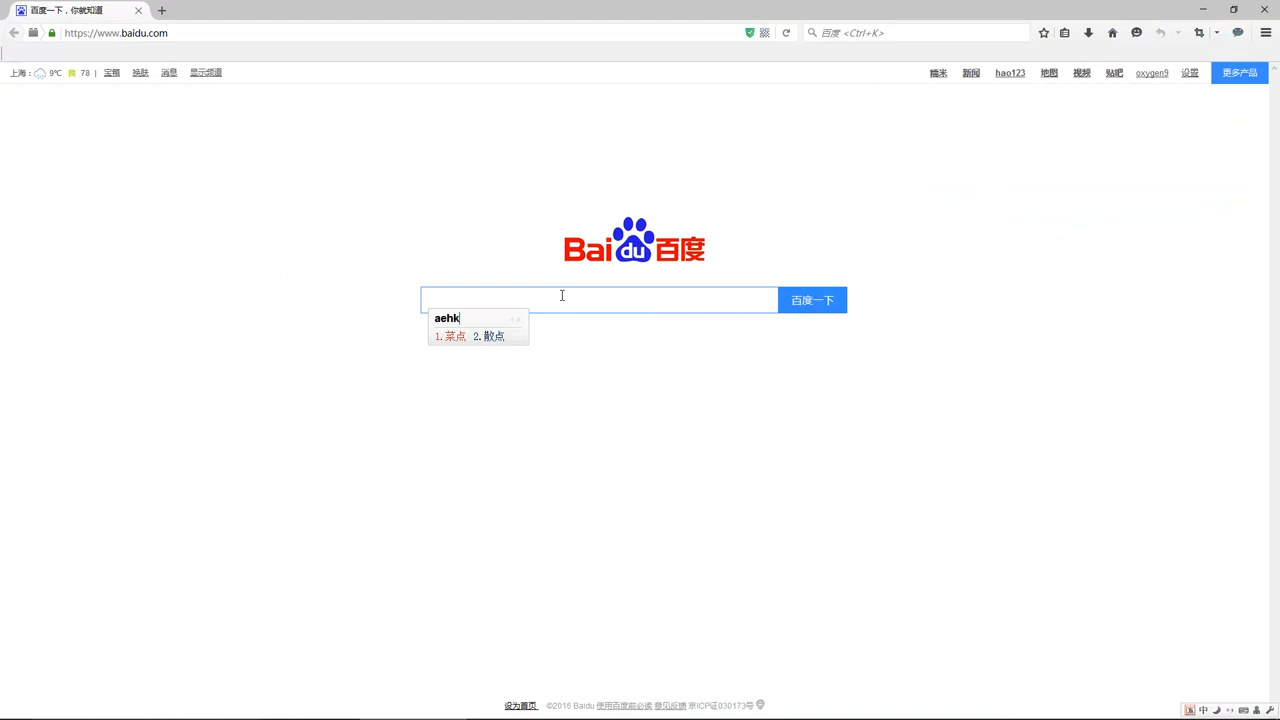 百度一下，你就知道
https://www.baidu.com
百度 <Ctrl+K>
上海： 9℃ 78 | 宝箱 换肤 消息 显示频道
糯米 新闻 hao123 地图 视频 贴吧 oxygen9 设置 更多产品
Bai du 百度
百度一下
aehk
1.菜点 2.散点
设为首页 ©2016 Baidu 使用百度前必读 意见反馈 京ICP证030173号
中